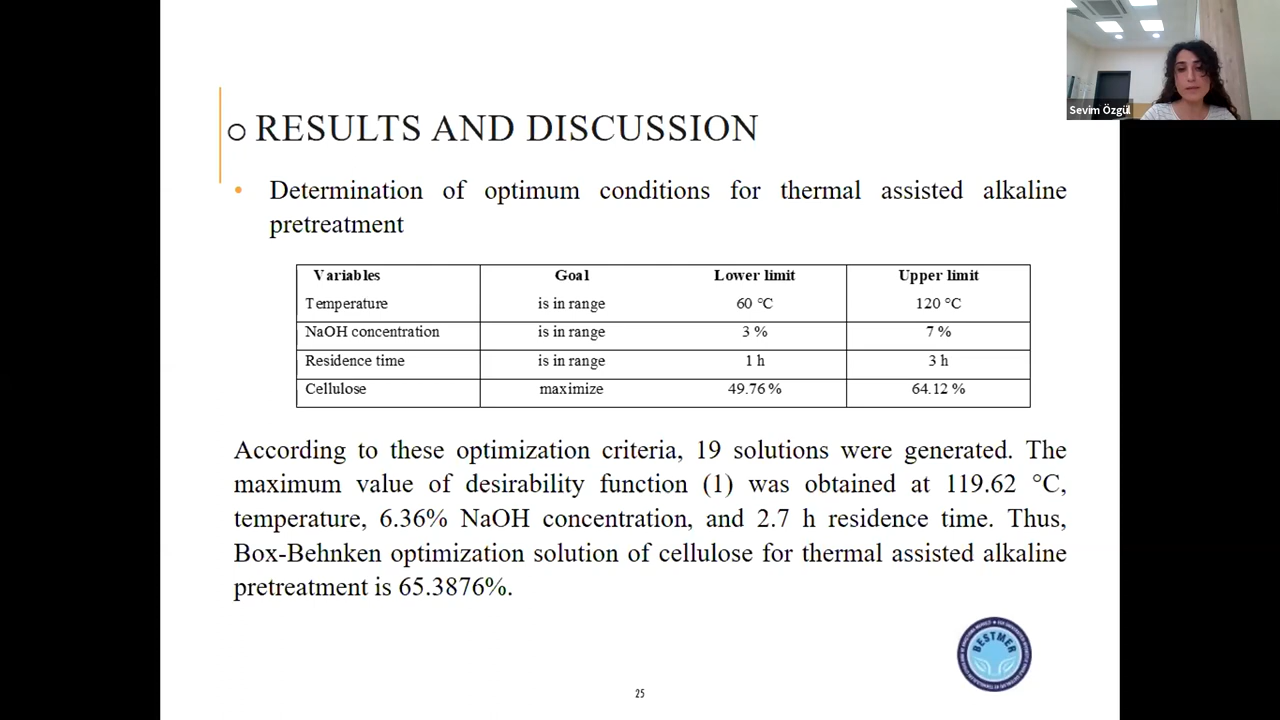 Sevim Özgül
o RESULTS AND DISCUSSION
• Determination of optimum conditions for thermal assisted alkaline
pretreatment
Variables Goal Lower limit Upper limit
Temperature is in range 60 °C 120 °C
NaOH concentration is in range 3 % 7 %
Residence time is in range 1 h 3 h
Cellulose maximize 49.76 % 64.12 %
According to these optimization criteria, 19 solutions were generated. The
maximum value of desirability function (1) was obtained at 119.62 °C,
temperature, 6.36% NaOH concentration, and 2.7 h residence time. Thus,
Box-Behnken optimization solution of cellulose for thermal assisted alkaline
pretreatment is 65.3876%.
BESTMER
25